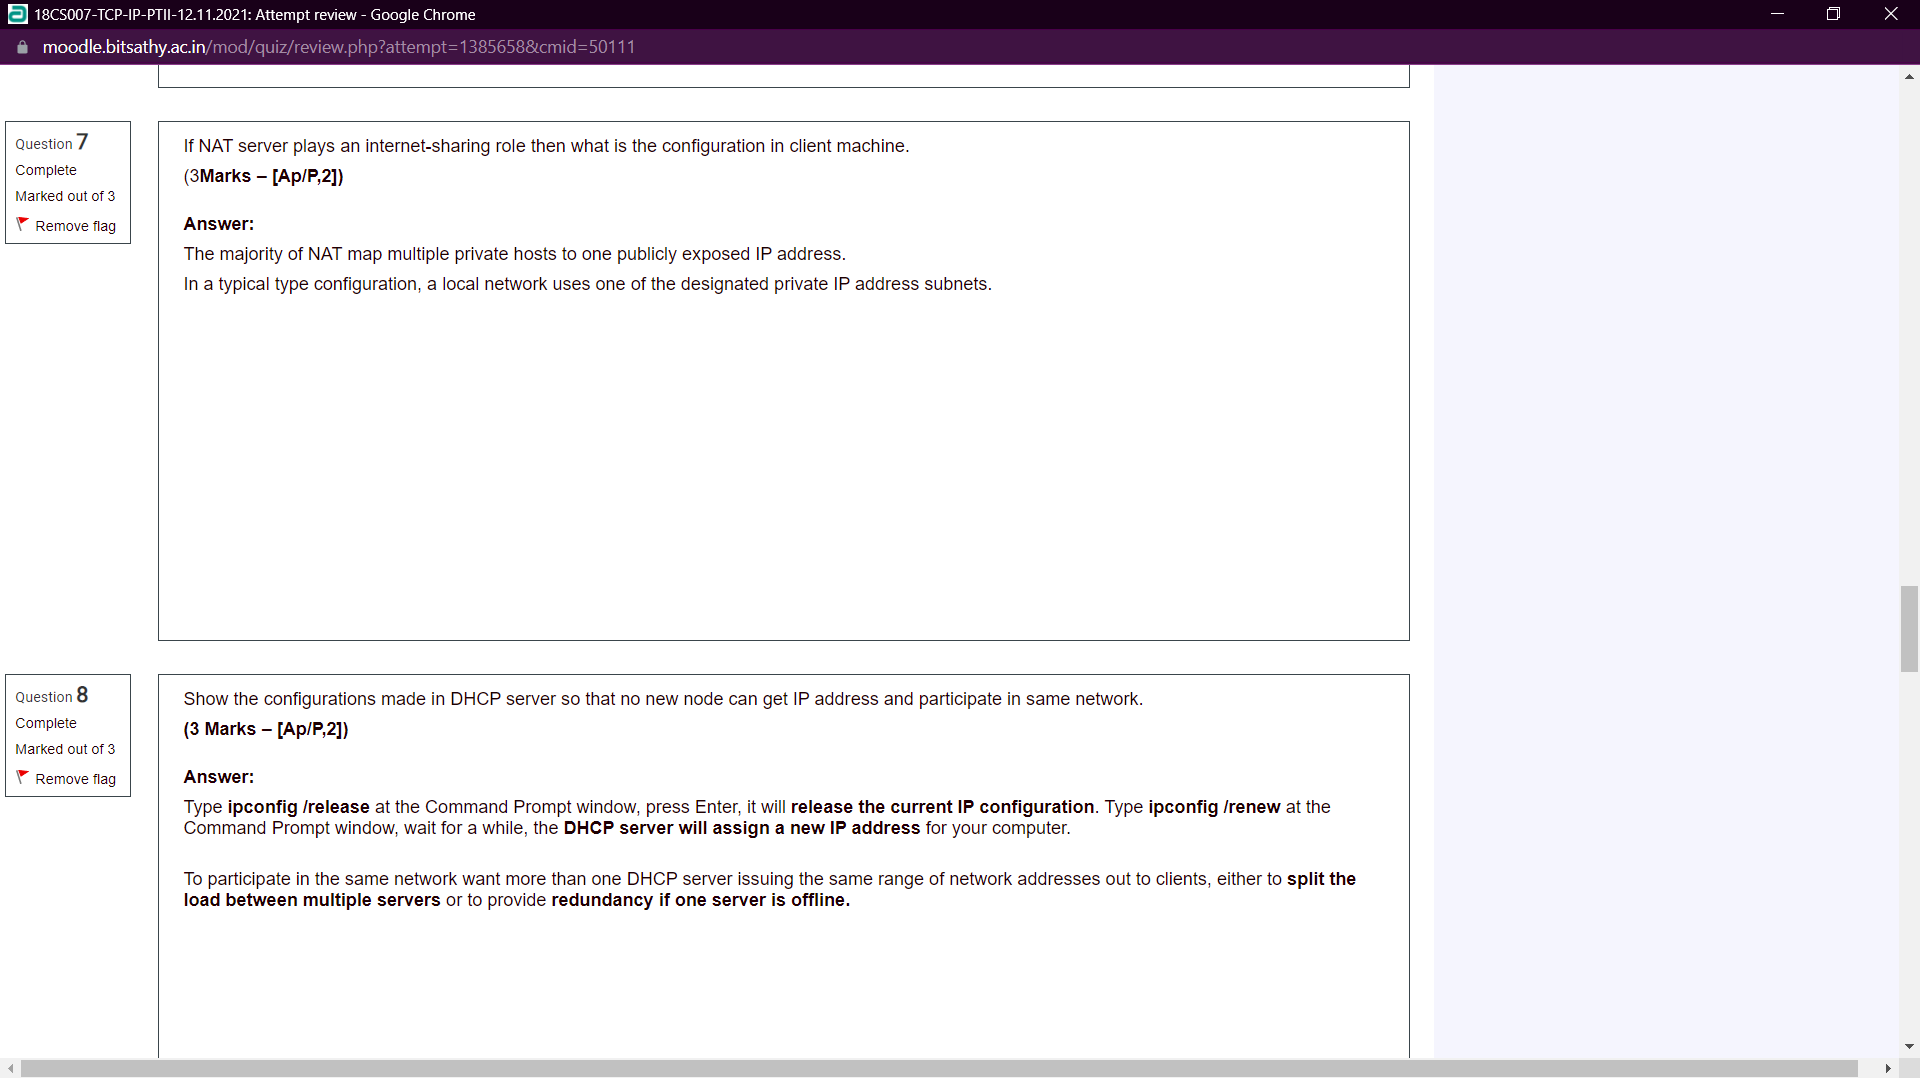 18CS007-TCP-IP-PTII-12.11.2021: Attempt review - Google Chrome
moodle.bitsathy.ac.in/mod/quiz/review.php?attempt=1385658&cmid=50111
Question 7
Complete
Marked out of 3
Remove flag
If NAT server plays an internet-sharing role then what is the configuration in client machine.
(3Marks – [Ap/P,2])
Answer:
The majority of NAT map multiple private hosts to one publicly exposed IP address.
In a typical type configuration, a local network uses one of the designated private IP address subnets.
Question 8
Complete
Marked out of 3
Remove flag
Show the configurations made in DHCP server so that no new node can get IP address and participate in same network.
(3 Marks – [Ap/P,2])
Answer:
Type ipconfig /release at the Command Prompt window, press Enter, it will release the current IP configuration. Type ipconfig /renew at the
Command Prompt window, wait for a while, the DHCP server will assign a new IP address for your computer.
To participate in the same network want more than one DHCP server issuing the same range of network addresses out to clients, either to split the
load between multiple servers or to provide redundancy if one server is offline.